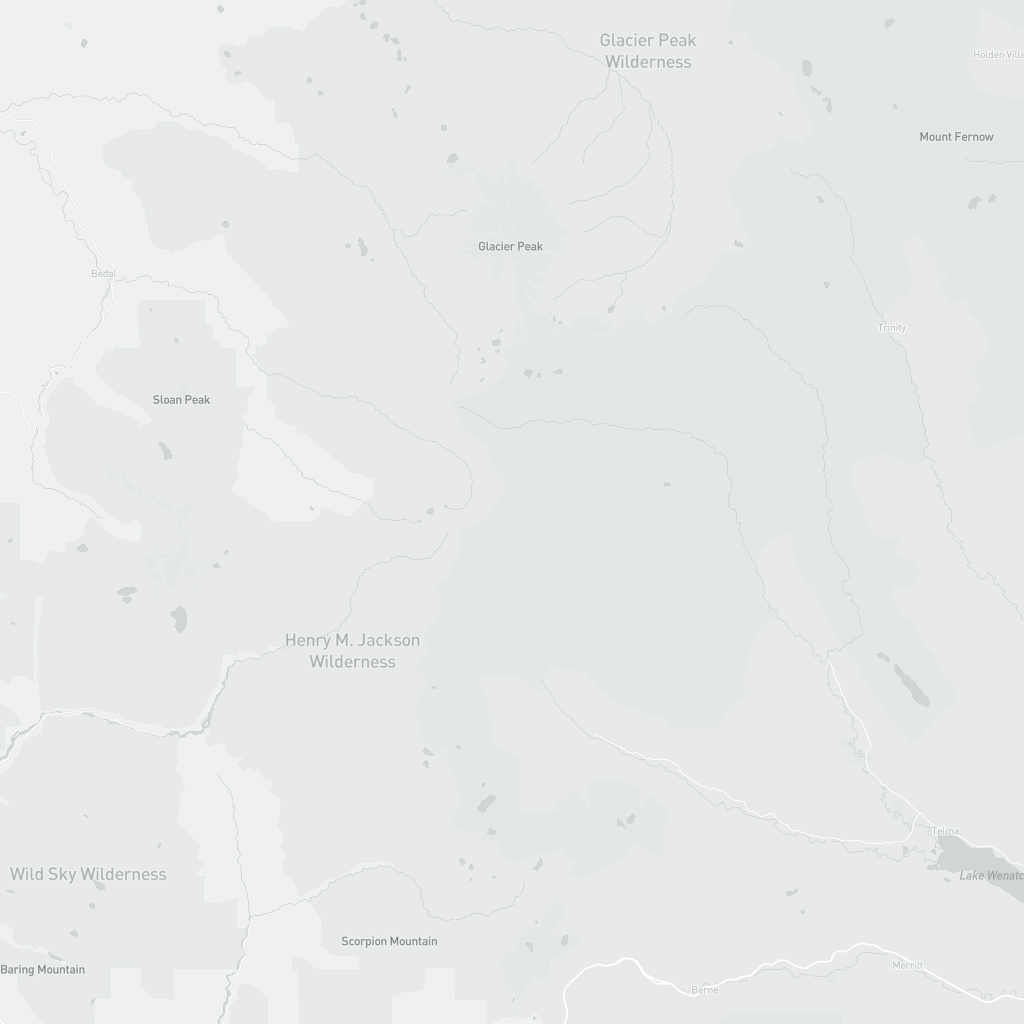 Glacier Peak
Wilderness
Holden Villa
Mount Fernow
Glacier Peak
Bedal
Trinity
Sloan Peak
Henry M. Jackson
Wilderness
Telma
Lake Wenatc
Wild Sky Wilderness
Scorpion Mountain
Merritt
Baring Mountain
Berne